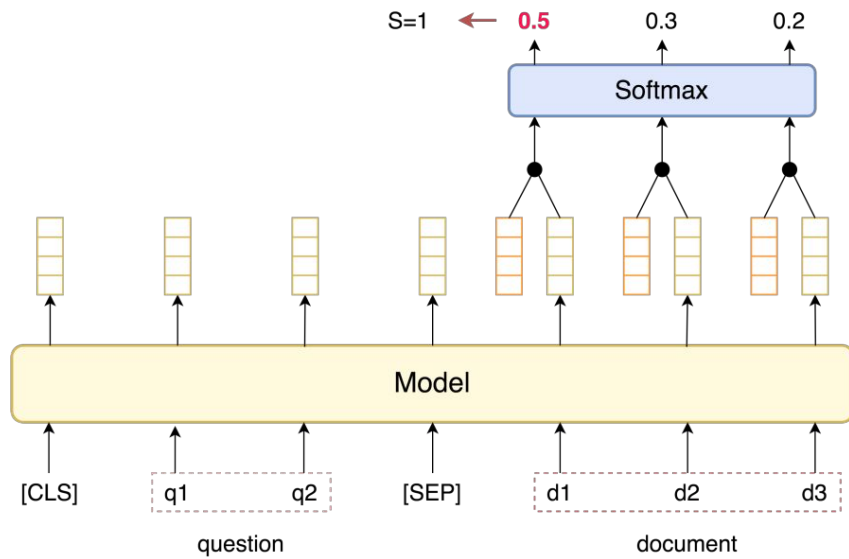 S=1 0.5 0.3 0.2
Softmax
Model
[CLS] q1 q2 [SEP] d1 d2 d3
question document